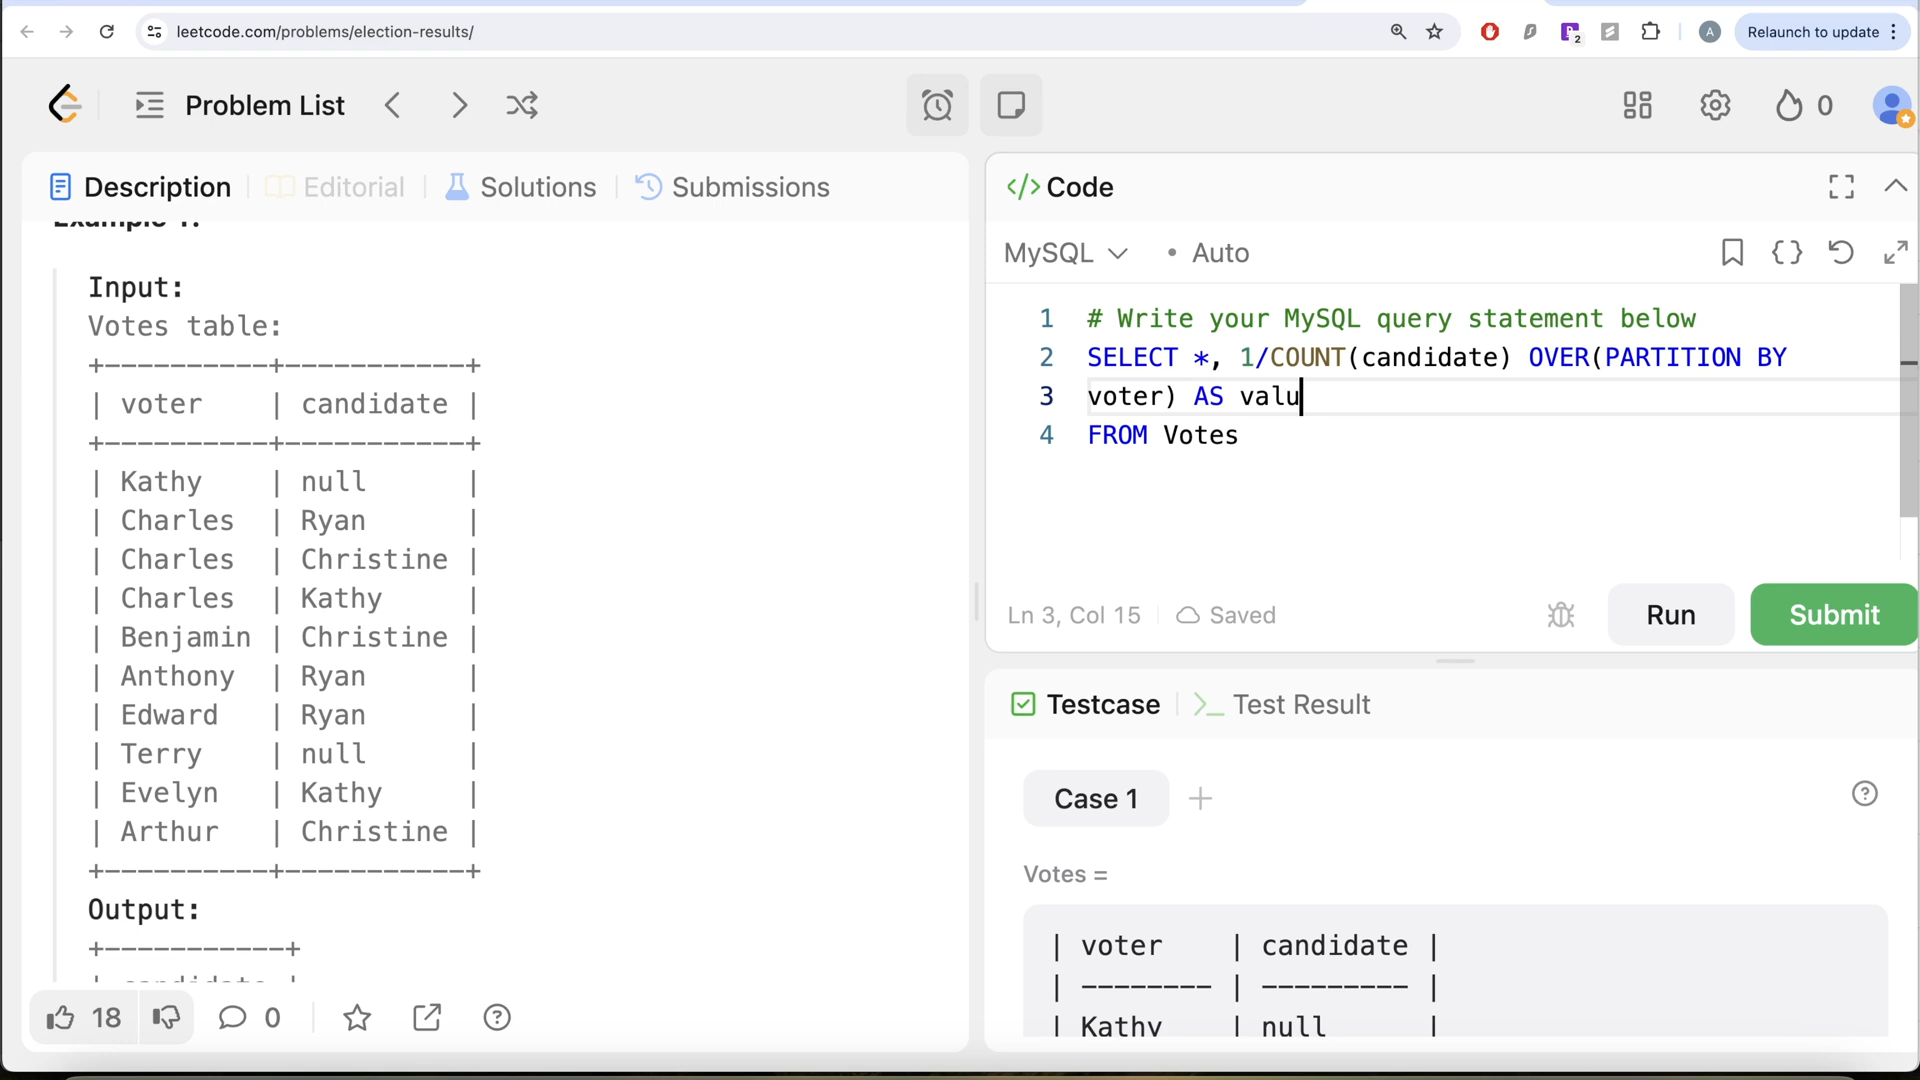 leetcode.com/problems/election-results/
2
A
Relaunch to update
Problem List
0
Description
Editorial
Solutions
Submissions
Example 1:
Input:
Votes table:
+-----------+-----------+
| voter | candidate |
+-----------+-----------+
| Kathy | null |
| Charles | Ryan |
| Charles | Christine |
| Charles | Kathy |
| Benjamin | Christine |
| Anthony | Ryan |
| Edward | Ryan |
| Terry | null |
| Evelyn | Kathy |
| Arthur | Christine |
+-----------+-----------+
Output:
+-----------+
| candidate |
18
0
</> Code
MySQL
• Auto
1 # Write your MySQL query statement below
2 SELECT *, 1/COUNT(candidate) OVER(PARTITION BY
3 voter) AS valu
4 FROM Votes
Ln 3, Col 15
Saved
Run
Submit
Testcase
>_ Test Result
Case 1
Votes =
| voter | candidate |
| -------- | --------- |
| Kathy | null |